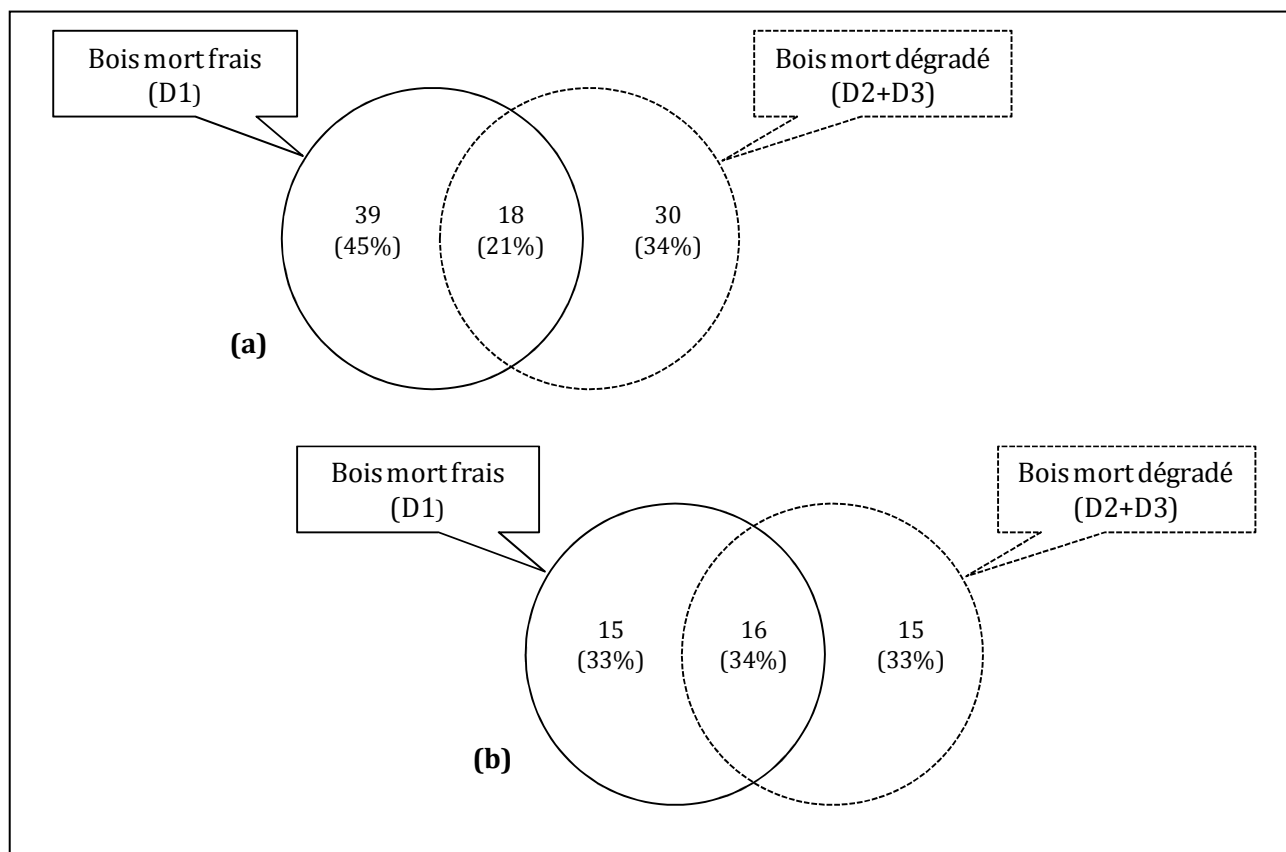 Bois mort frais
(D1)
Bois mort dégradé
(D2+D3)
39
(45%)
18
(21%)
30
(34%)
(a)
Bois mort frais
(D1)
Bois mort dégradé
(D2+D3)
15
(33%)
16
(34%)
15
(33%)
(b)